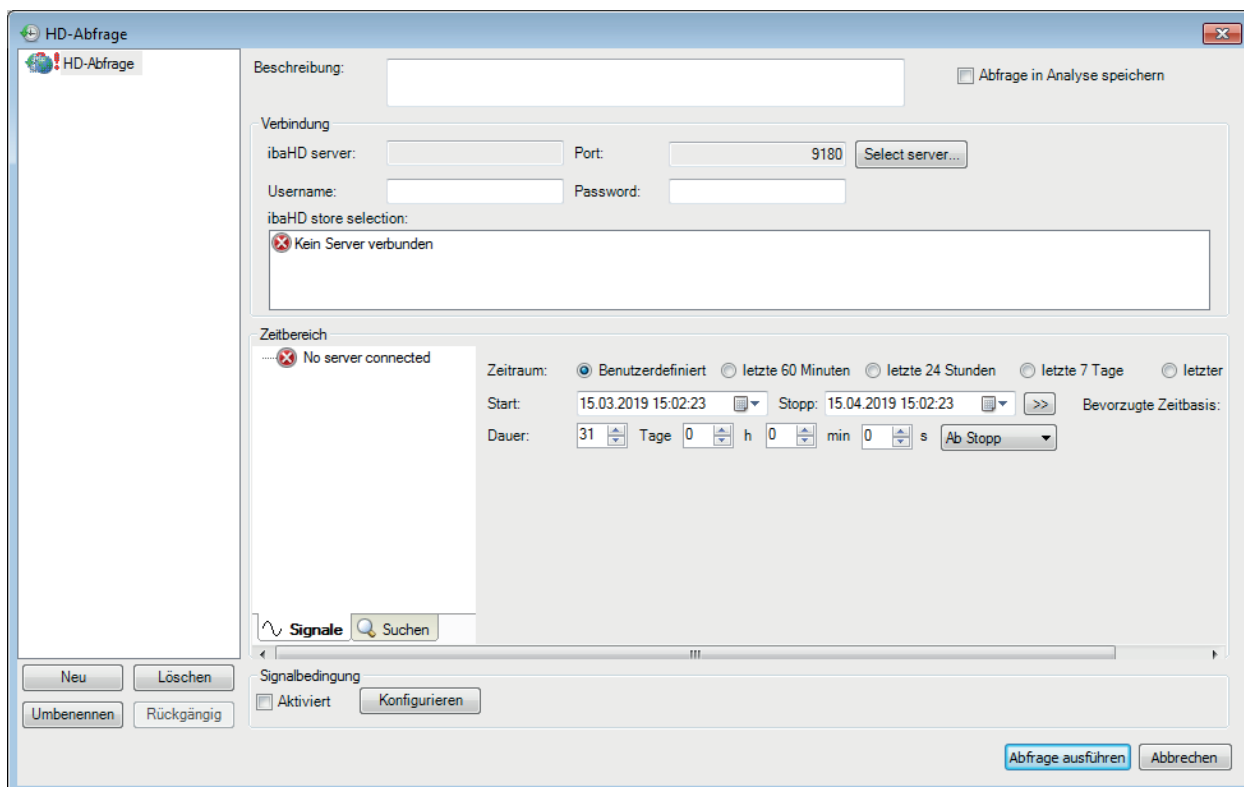 HD-Abfrage
HD-Abfrage
Beschreibung:
Abfrage in Analyse speichern
Verbindung
ibaHD server:
Port:
9180
Select server...
Username:
Password:
ibaHD store selection:
Kein Server verbunden
Zeitbereich
No server connected
Zeitraum:
Benutzerdefiniert
letzte 60 Minuten
letzte 24 Stunden
letzte 7 Tage
letzter
Start:
15.03.2019 15:02:23
Stopp:
15.04.2019 15:02:23
>>
Bevorzugte Zeitbasis:
Dauer:
31
Tage
0
h
0
min
0
s
Ab Stopp
Signale
Suchen
Neu
Löschen
Umbenennen
Rückgängig
Signalbedingung
Aktiviert
Konfigurieren
Abfrage ausführen
Abbrechen